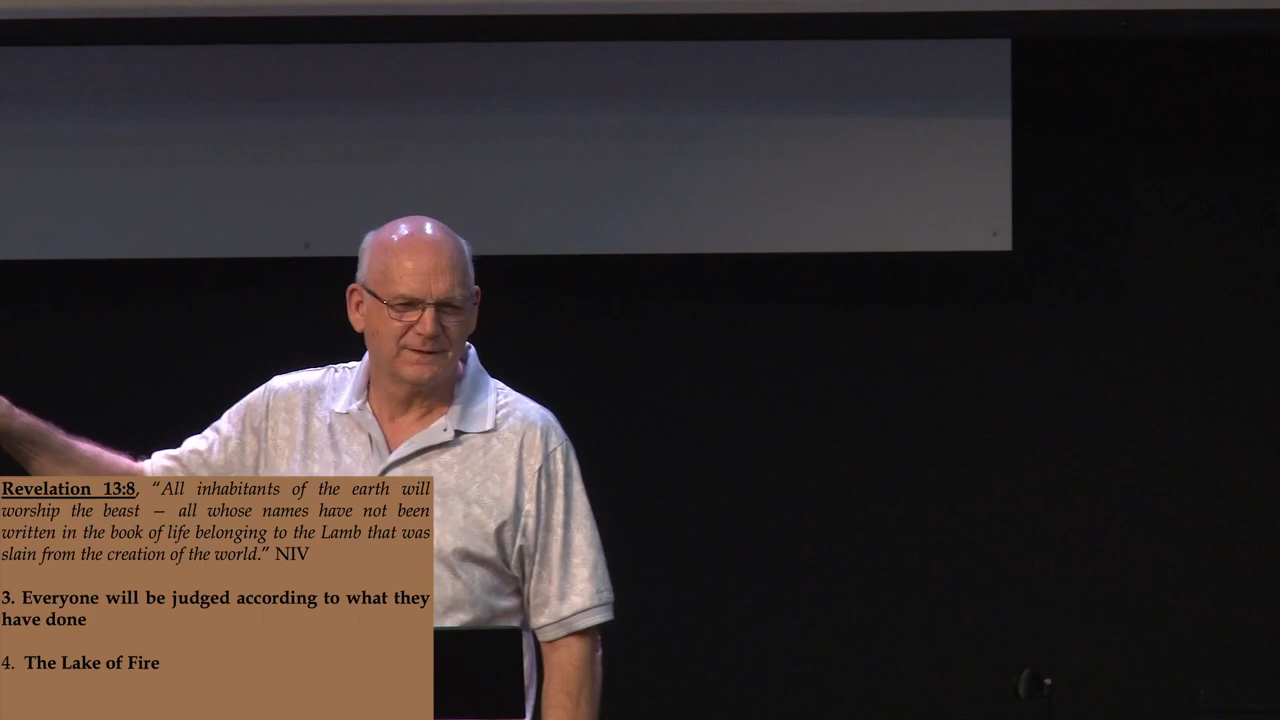 Revelation 13:8, “All inhabitants of the earth will
worship the beast — all whose names have not been
written in the book of life belonging to the Lamb that was
slain from the creation of the world.” NIV
3. Everyone will be judged according to what they
have done
4. The Lake of Fire